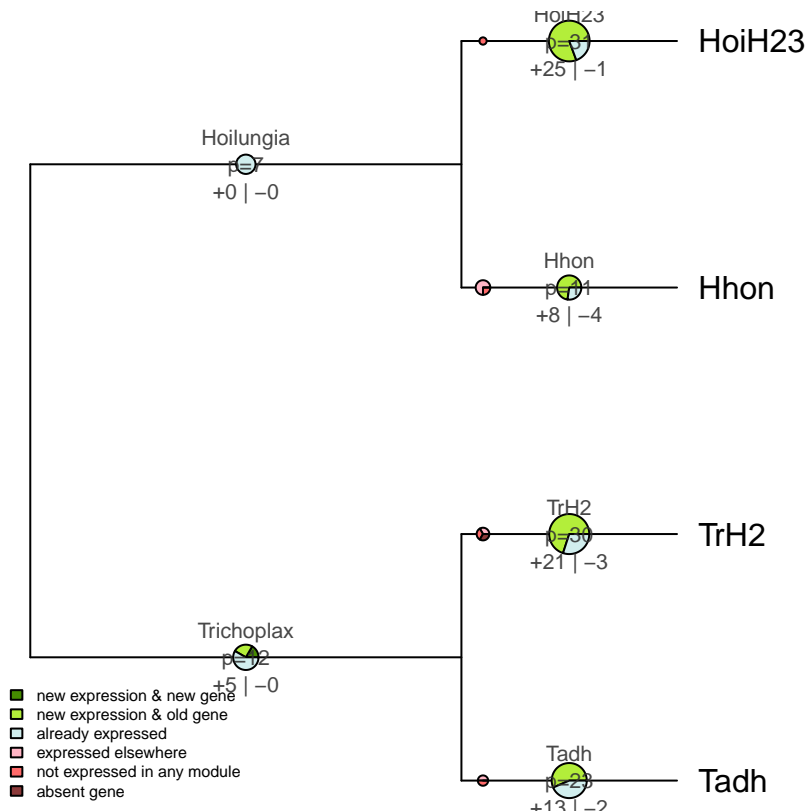 HoiH23
p=31
+25 | −1
HoiH23
Hoilungia
p=7
+0 | −0
Hhon
p=11
+8 | −4
Hhon
TrH2
p=30
+21 | −3
TrH2
Trichoplax
p=12
+5 | −0
new expression & new gene
new expression & old gene
already expressed
expressed elsewhere
not expressed in any module
absent gene
Tadh
p=23
+13 | −2
Tadh